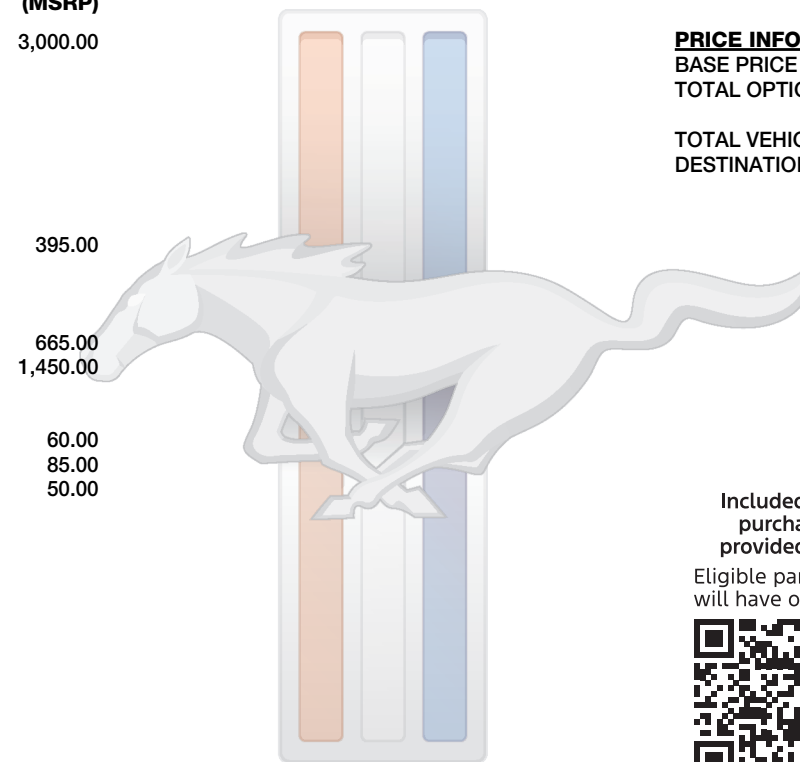 (MSRP)
3,000.00
395.00
665.00
1,450.00
60.00
85.00
50.00
PRICE INFO
BASE PRICE
TOTAL OPTIO
TOTAL VEHIC
DESTINATION
Included
purcha
provided
Eligible par
will have o